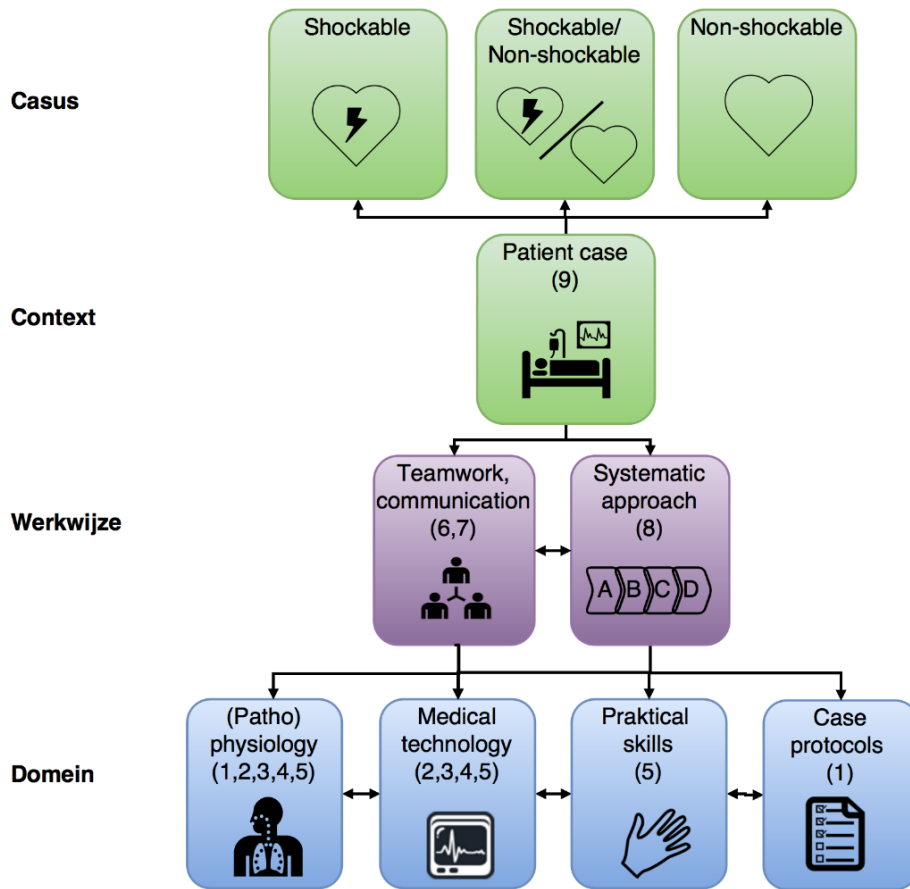 Casus
Shockable
Shockable/
Non-shockable
Non-shockable
Context
Patient case
(9)
Werkwijze
Teamwork,
communication
(6,7)
Systematic
approach
(8)
A B C D
Domein
(Patho)
physiology
(1,2,3,4,5)
Medical
technology
(2,3,4,5)
Praktical
skills
(5)
Case
protocols
(1)